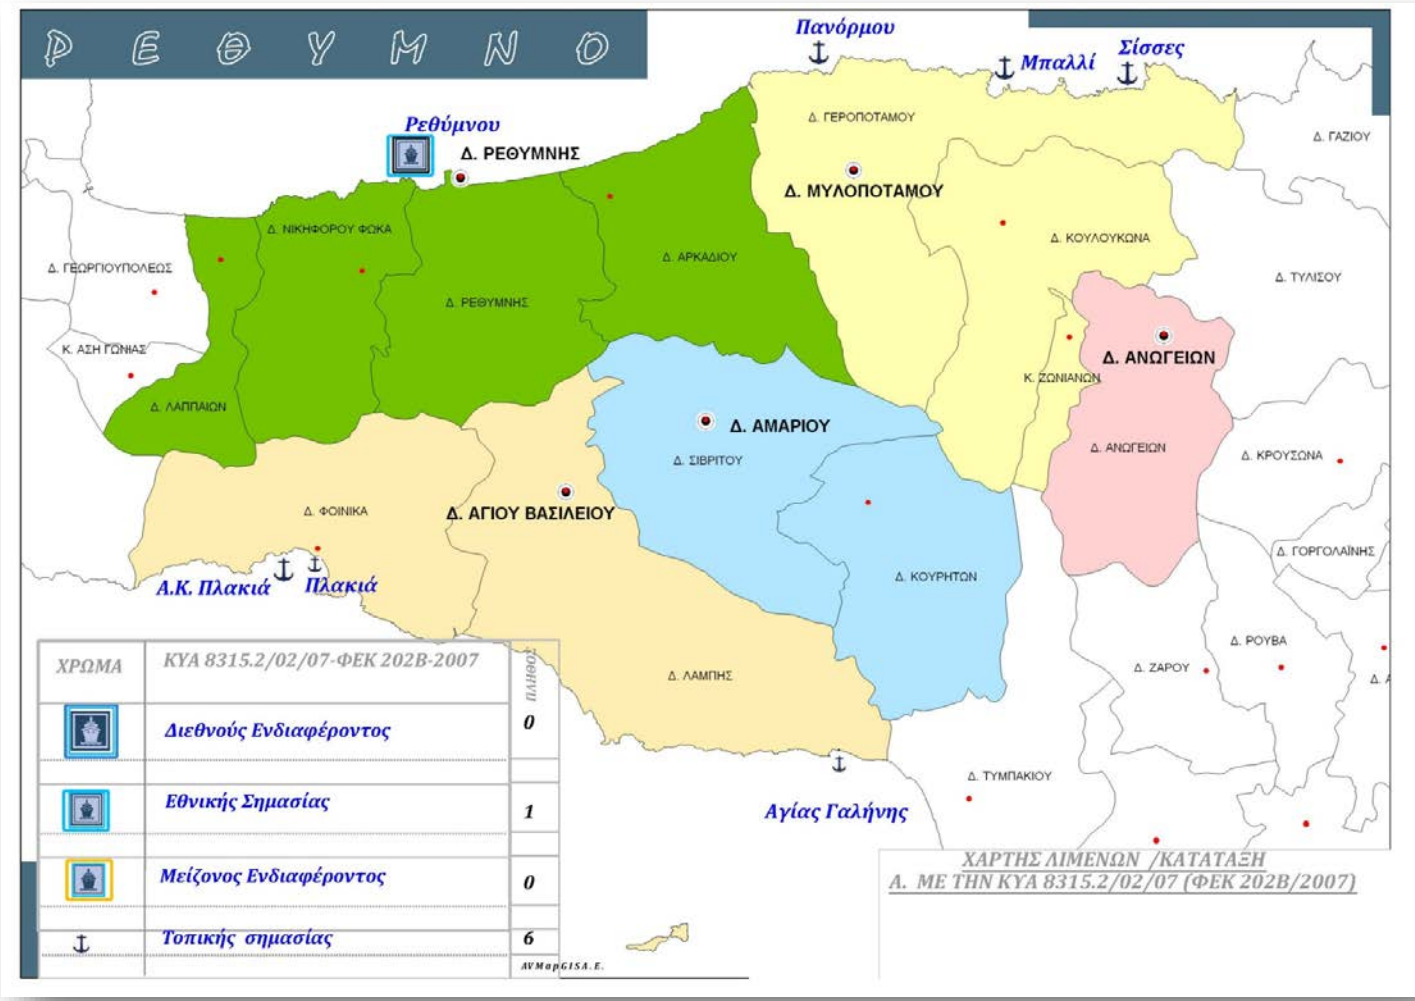 ΡΕΘΥΜΝΟ
Πανόρμου
Μπαλλί
Σίσσες
Ρεθύμνου
Δ. ΡΕΘΥΜΝΗΣ
Δ. ΓΕΡΟΠΟΤΑΜΟΥ
Δ. ΓΑΖΙΟΥ
Δ. ΜΥΛΟΠΟΤΑΜΟΥ
Δ. ΝΙΚΗΦΟΡΟΥ ΦΩΚΑ
Δ. ΚΟΥΛΟΥΚΩΝΑ
Δ. ΑΡΚΑΔΙΟΥ
Δ. ΓΕΩΡΓΙΟΥΠΟΛΕΩΣ
Δ. ΤΥΛΙΣΟΥ
Δ. ΡΕΘΥΜΝΗΣ
Κ. ΑΣΗ ΓΩΝΙΑΣ
Δ. ΑΝΩΓΕΙΩΝ
Κ. ΖΩΝΙΑΝΩΝ
Δ. ΛΑΠΠΑΙΩΝ
Δ. ΑΜΑΡΙΟΥ
Δ. ΑΝΩΓΕΙΩΝ
Δ. ΚΡΟΥΣΩΝΑ
Δ. ΣΙΒΡΙΤΟΥ
Δ. ΦΟΙΝΙΚΑ
Δ. ΑΓΙΟΥ ΒΑΣΙΛΕΙΟΥ
Δ. ΓΟΡΓΟΛΑΪΝΗΣ
Δ. ΚΟΥΡΗΤΩΝ
Α.Κ. Πλακιά
Πλακιά
Δ. ΡΟΥΒΑ
Δ. ΖΑΡΟΥ
Δ. Α
Δ. ΛΑΜΠΗΣ
Δ. ΤΥΜΠΑΚΙΟΥ
Αγίας Γαλήνης
ΧΡΩΜΑ ΚΥΑ 8315.2/02/07-ΦΕΚ 202Β-2007
Διεθνούς Ενδιαφέροντος 0
Εθνικής Σημασίας 1
Μείζονος Ενδιαφέροντος 0
Τοπικής σημασίας 6
AVMapGISA.E.
ΧΑΡΤΗΣ ΛΙΜΕΝΩΝ /ΚΑΤΑΤΑΞΗ
Α. ΜΕ ΤΗΝ ΚΥΑ 8315.2/02/07 (ΦΕΚ 202Β/2007)